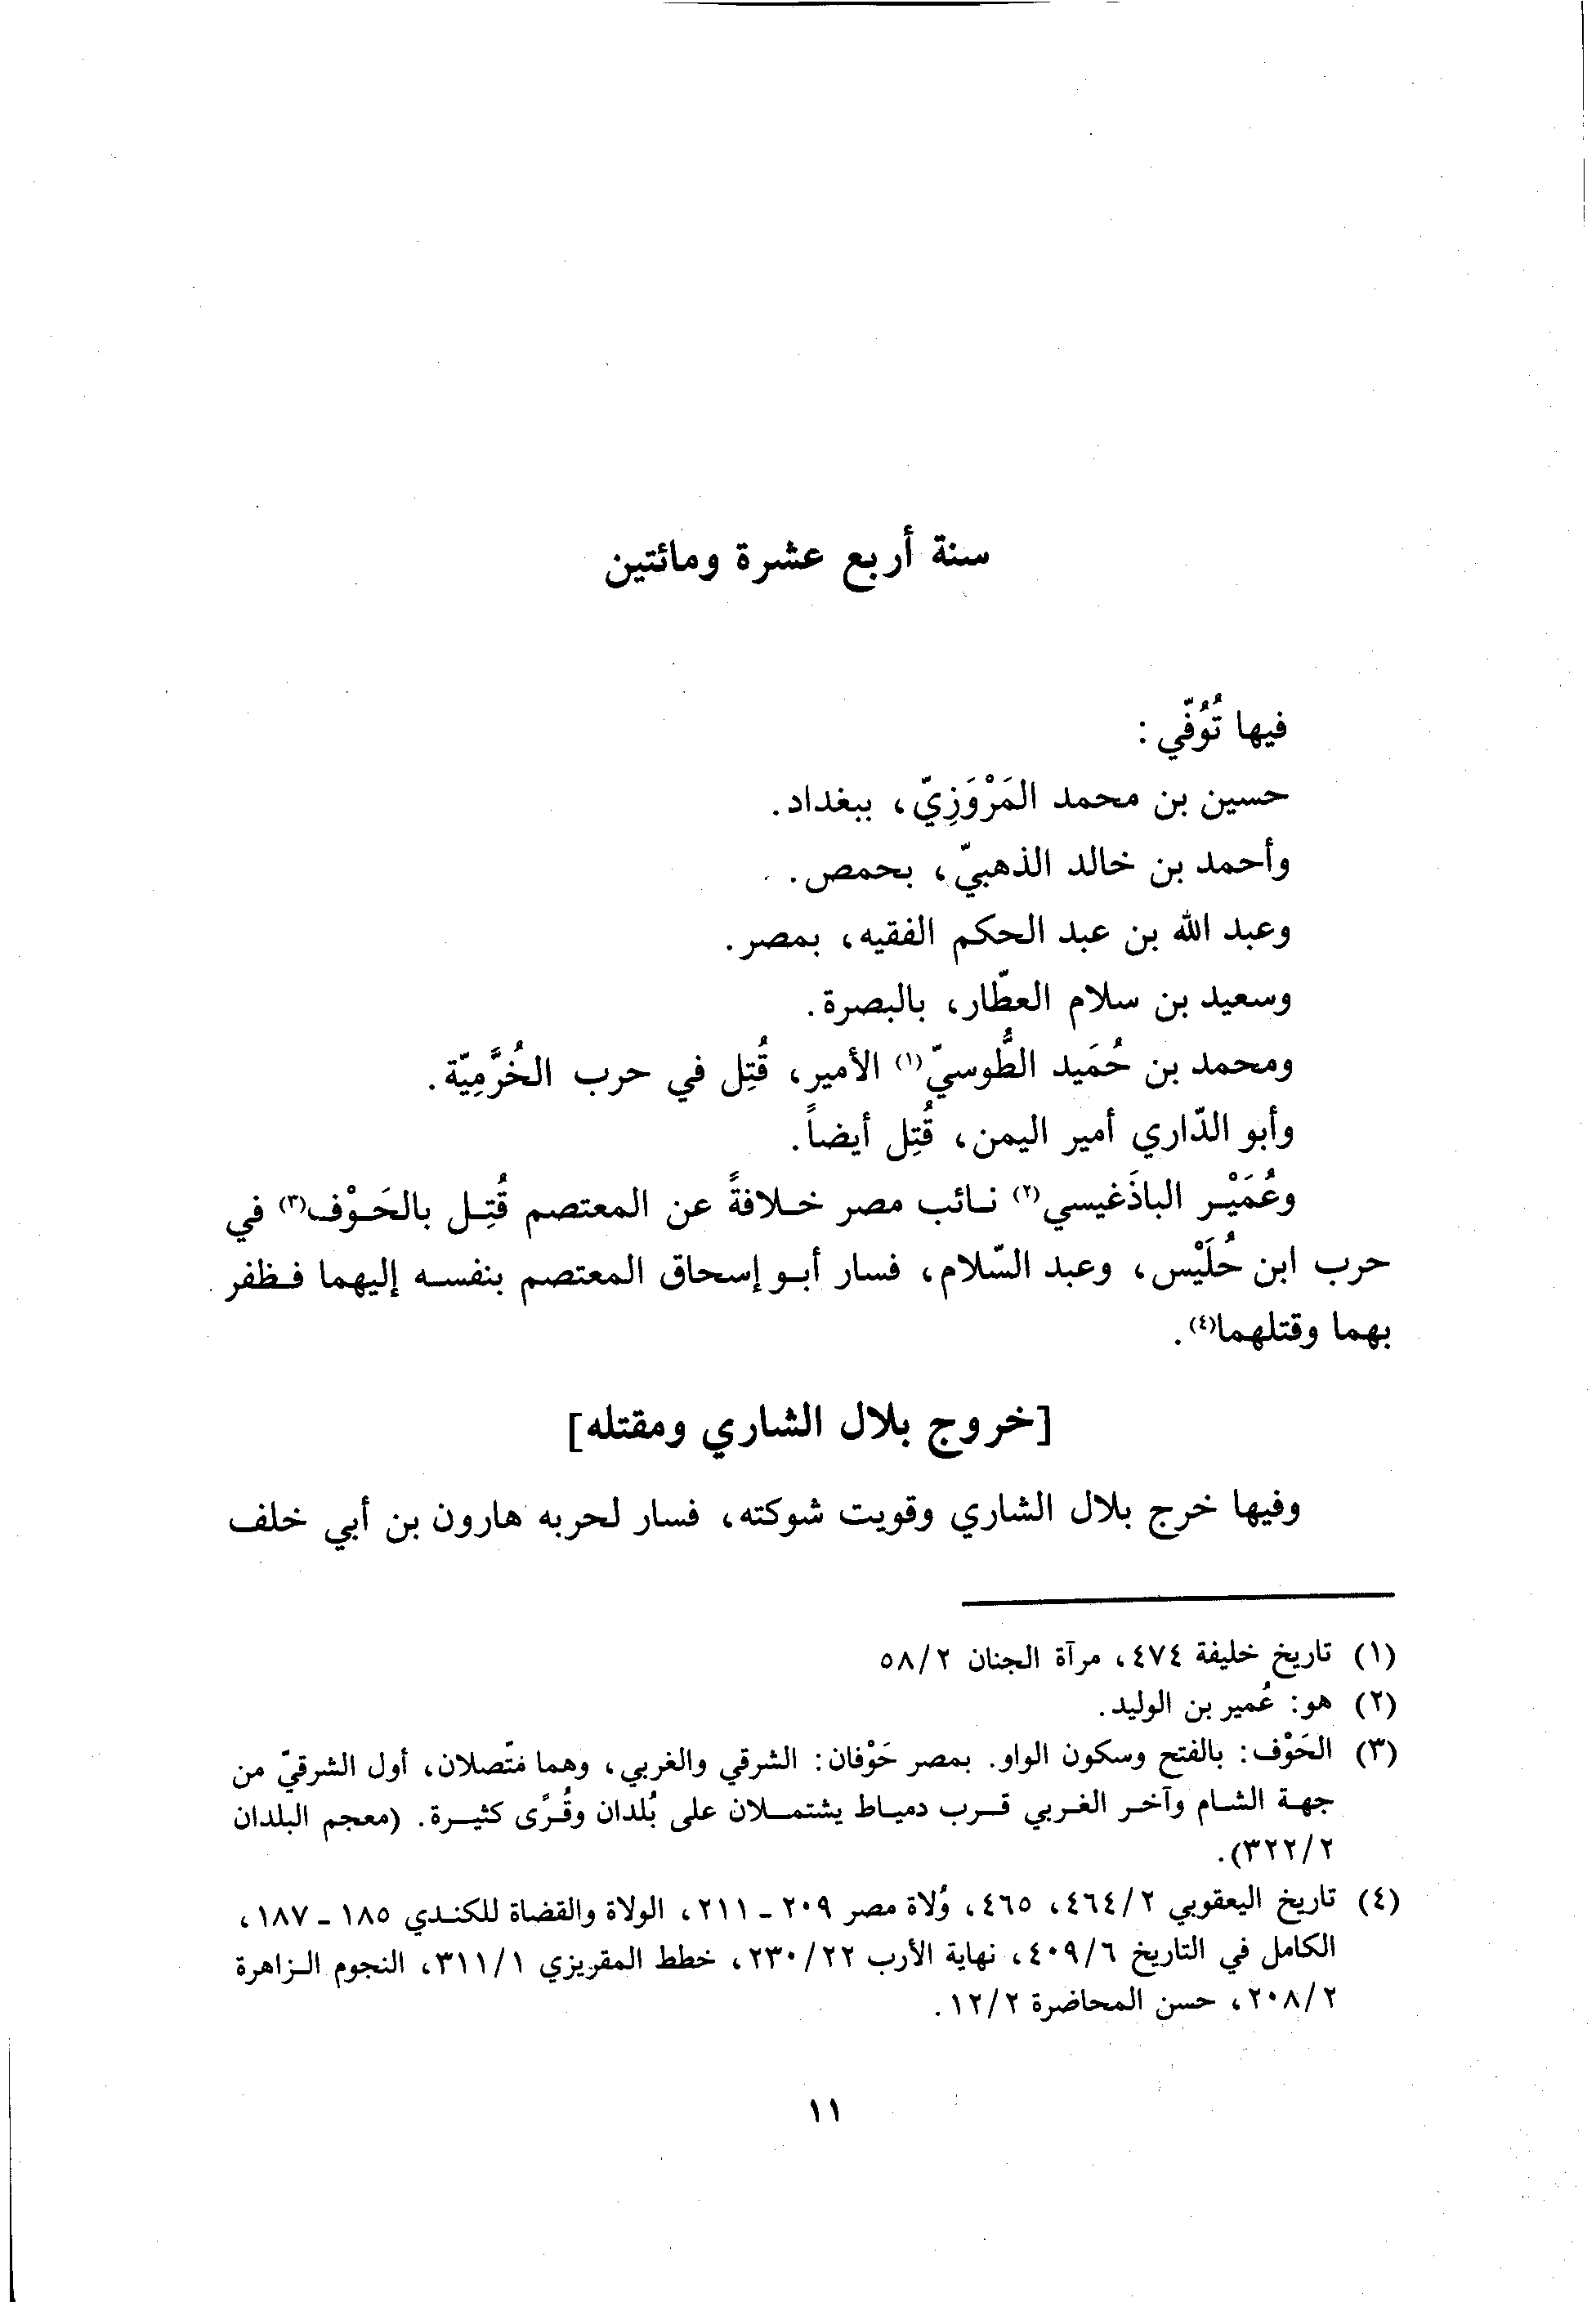 سنة أربع عشرة ومائتين
فيها تُوُفّي :
حسين بن محمد المَرْوَزِيّ، ببغداد.
وأحمد بن خالد الذهبيّ، بحمص.
وعبد الله بن عبد الحكم الفقيه، بمصر.
وسعيد بن سلام العطّار، بالبصرة.
ومحمد بن حُمَيد الطُّوسيّ(١) الأمير، قُتِل في حرب الخُرَّمِيّة.
وأبو الدّاري أمير اليمن، قُتِل أيضاً.
وعُمَيْر الباذَغيسي(٢) نائب مصر خلافةً عن المعتصم قُتِل بالحَوْف(٣) في
حرب ابن حُلَيْس، وعبد السّلام، فسار أبو إسحاق المعتصم بنفسه إليهما فظفر
بهما وقتلهما(٤).
[خروج بلال الشاري ومقتله]
وفيها خرج بلال الشاري وقويت شوكته، فسار لحربه هارون بن أبي خلف
(١) تاريخ خليفة ٤٧٤، مرآة الجنان ٥٨/٢
(٢) هو: عُمير بن الوليد.
(٣) الحَوْف: بالفتح وسكون الواو. بمصر حَوْفان: الشرقي والغربي، وهما متّصلان، أول الشرقيّ من
جهة الشام وآخر الغربي قرب دمياط يشتملان على بُلدان وقُرًى كثيرة. (معجم البلدان
٣٢٢/٢).
(٤) تاريخ اليعقوبي ٤٦٤/٢، ٤٦٥، وُلاة مصر ٢٠٩ - ٢١١، الولاة والقضاة للكندي ١٨٥ - ١٨٧،
الكامل في التاريخ ٤٠٩/٦، نهاية الأرب ٢٣٠/٢٢، خطط المقريزي ٣١١/١، النجوم الزاهرة
٢٠٨/٢، حسن المحاضرة ١٢/٢.
١١